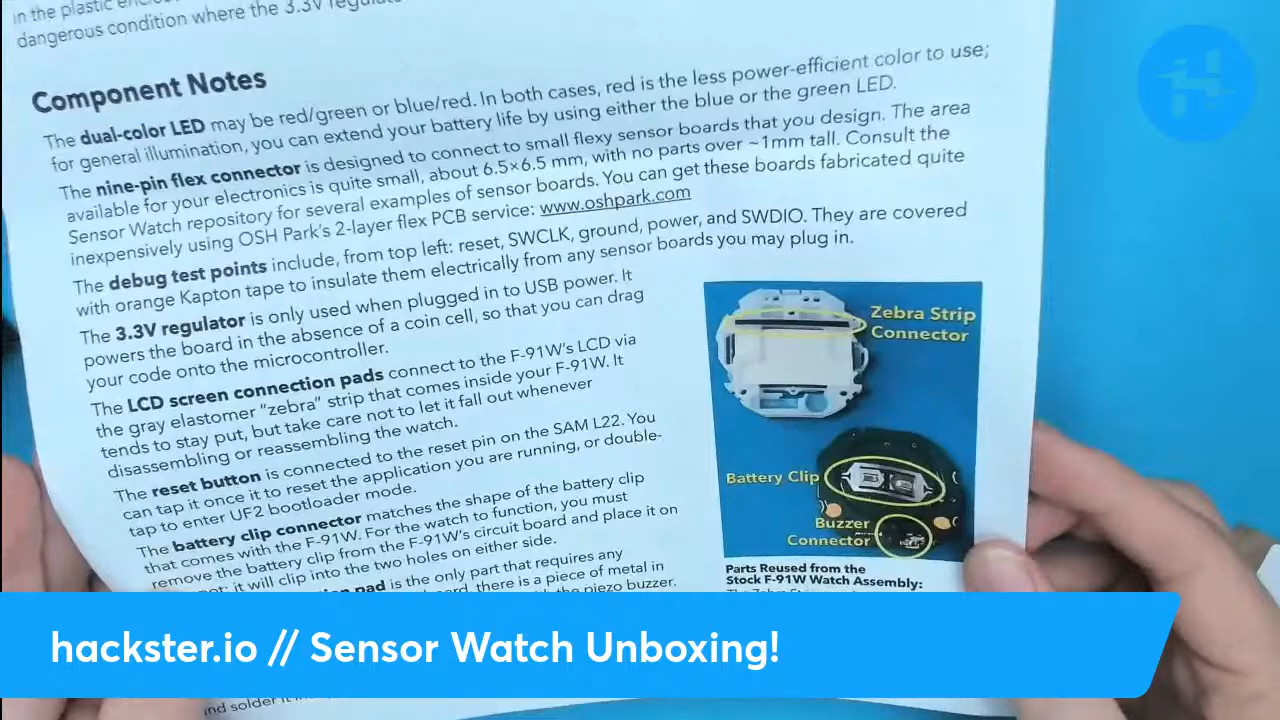 in the plastic
dangerous condition where the 3.3V
Component Notes
The dual-color LED may be red/green or blue/red. In both cases, red is the less power-efficient color to use;
for general illumination, you can extend your battery life by using either the blue or the green LED.
The nine-pin flex connector is designed to connect to small flexy sensor boards that you design. The area
available for your electronics is quite small, about 6.5×6.5 mm, with no parts over ~1mm tall. Consult the
Sensor Watch repository for several examples of sensor boards. You can get these boards fabricated quite
inexpensively using OSH Park's 2-layer flex PCB service: www.oshpark.com
The debug test points include, from top left: reset, SWCLK, ground, power, and SWDIO. They are covered
with orange Kapton tape to insulate them electrically from any sensor boards you may plug in.
The 3.3V regulator is only used when plugged in to USB power. It
powers the board in the absence of a coin cell, so that you can drag
your code onto the microcontroller.
The LCD screen connection pads connect to the F-91W's LCD via
the gray elastomer "zebra" strip that comes inside your F-91W. It
tends to stay put, but take care not to let it fall out whenever
disassembling or reassembling the watch.
The reset button is connected to the reset pin on the SAM L22. You
can tap it once it to reset the application you are running, or double-
tap to enter UF2 bootloader mode.
The battery clip connector matches the shape of the battery clip
that comes with the F-91W. For the watch to function, you must
remove the battery clip from the F-91W's circuit board and place it on
it will clip into the two holes on either side.
pad is the only part that requires any
there is a piece of metal in
the piezo buzzer.
and solder it
Zebra Strip
Connector
Battery Clip
Buzzer
Connector
Parts Reused from the
Stock F-91W Watch Assembly:
hackster.io // Sensor Watch Unboxing!